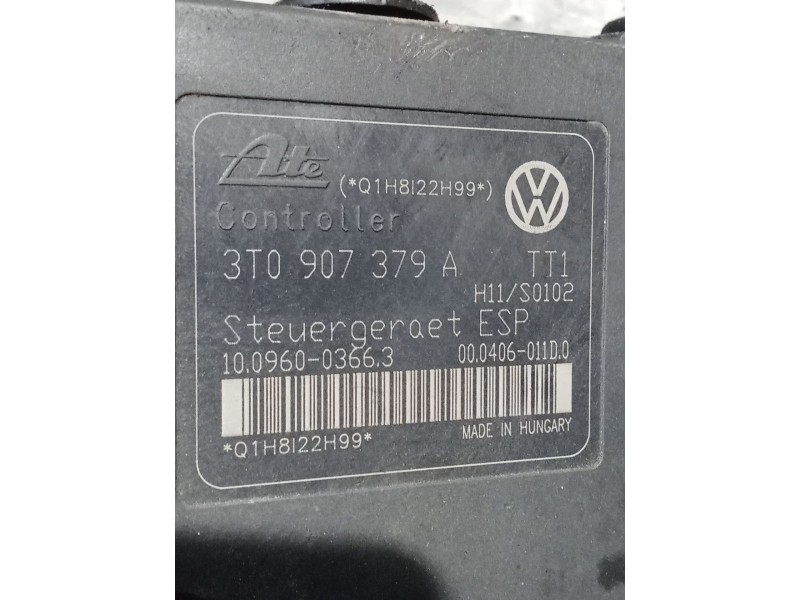 Ate (*Q1H8I22H99*)
Controller
3T0 907 379 A TT1
H11/S0102
Steuergeraet ESP
10.0960-0366.3 00.0406-011D.0
*Q1H8I22H99* MADE IN HUNGARY